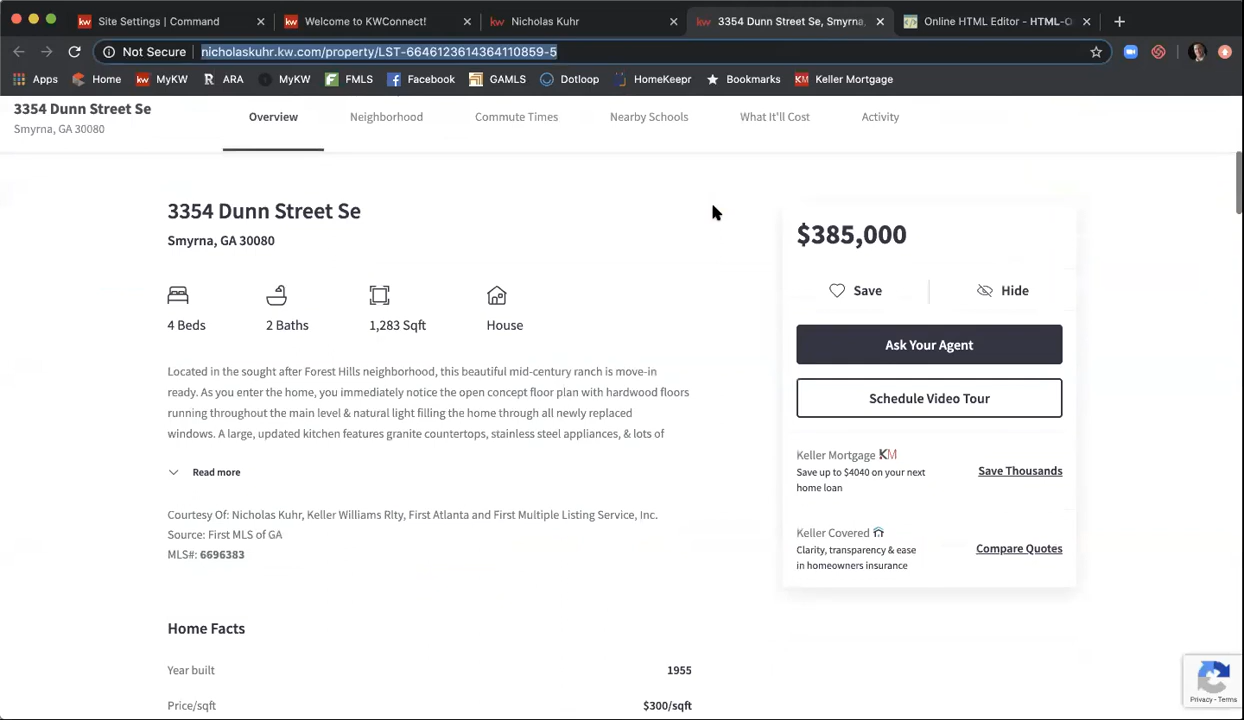 Site Settings | Command
Welcome to KWConnect!
Nicholas Kuhr
3354 Dunn Street Se, Smyrna,
Online HTML Editor - HTML-O
Not Secure
nicholaskuhr.kw.com/property/LST-6646123614364110859-5
Apps
Home
kw MyKW
R ARA
MyKW
FMLS
Facebook
GAMLS
Dotloop
HomeKeepr
Bookmarks
KM Keller Mortgage
3354 Dunn Street Se
Smyrna, GA 30080
Overview
Neighborhood
Commute Times
Nearby Schools
What It'll Cost
Activity
3354 Dunn Street Se
Smyrna, GA 30080
4 Beds
2 Baths
1,283 Sqft
House
Located in the sought after Forest Hills neighborhood, this beautiful mid-century ranch is move-in
ready. As you enter the home, you immediately notice the open concept floor plan with hardwood floors
running throughout the main level & natural light filling the home through all newly replaced
windows. A large, updated kitchen features granite countertops, stainless steel appliances, & lots of
Read more
Courtesy Of: Nicholas Kuhr, Keller Williams Rlty, First Atlanta and First Multiple Listing Service, Inc.
Source: First MLS of GA
MLS#: 6696383
Home Facts
Year built
1955
Price/sqft
$300/sqft
$385,000
Save
Hide
Ask Your Agent
Schedule Video Tour
Keller Mortgage KM
Save up to $4040 on your next
home loan
Save Thousands
Keller Covered
Clarity, transparency & ease
in homeowners insurance
Compare Quotes
Privacy - Terms